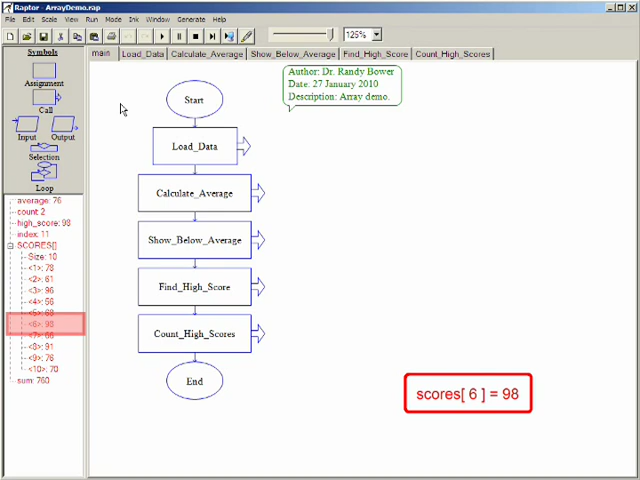 Raptor - ArrayDemo.rap
File Edit Scale View Run Mode Ink Window Generate Help
125%
Symbols
Assignment
Call
Input Output
Selection
Loop
main Load_Data Calculate_Average Show_Below_Average Find_High_Score Count_High_Scores
Author: Dr. Randy Bower
Date: 27 January 2010
Description: Array demo.
Start
Load_Data
Calculate_Average
Show_Below_Average
Find_High_Score
Count_High_Scores
End
average: 76
count: 2
high_score: 98
index: 11
SCORES[]
Size: 10
<1>: 78
<2>: 61
<3>: 96
<4>: 56
<5>: 68
<6>: 98
<7>: 66
<8>: 91
<9>: 76
<10>: 70
sum: 760
scores[ 6 ] = 98